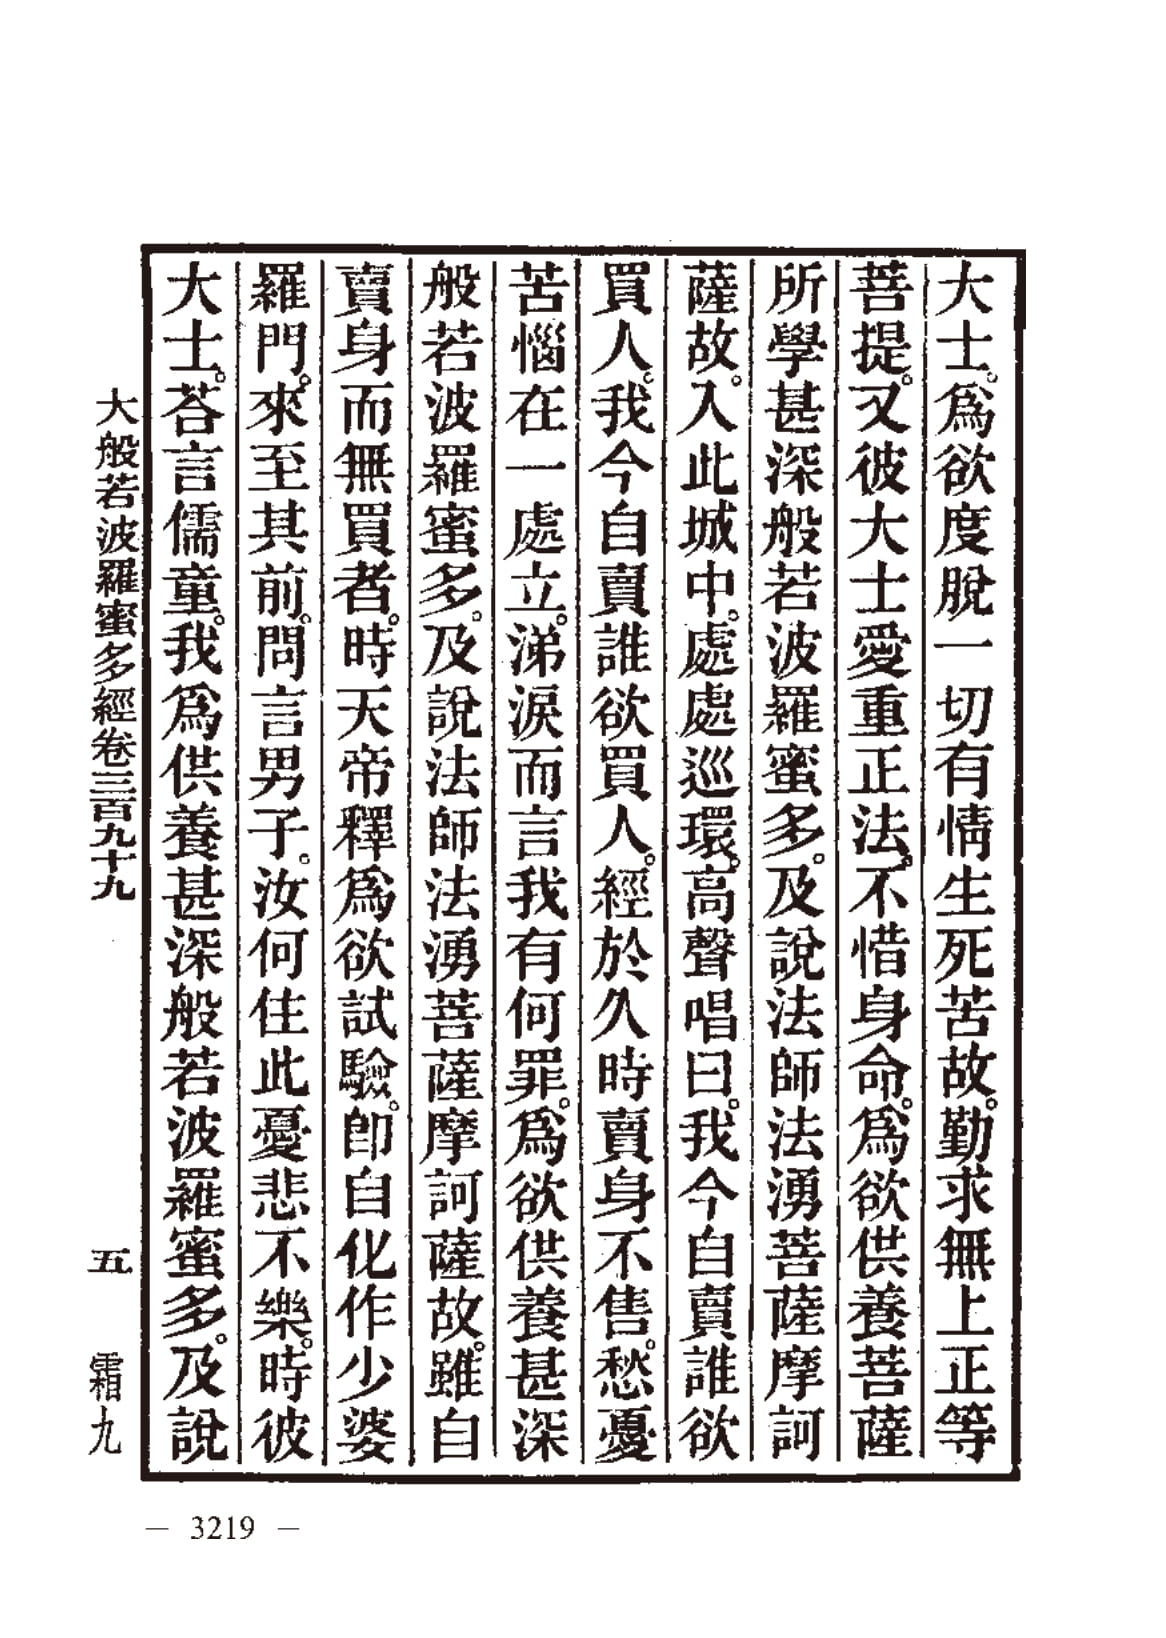 大士。爲欲度脫一切有情生死苦故。勤求無上正等
菩提。又彼大士愛重正法。不惜身命。爲欲供養菩薩
所學甚深般若波羅蜜多。及說法師法湧菩薩摩訶
薩故。入此城中。處處巡環。高聲唱曰。我今自賣誰欲
買人。我今自賣誰欲買人。經於久時賣身不售。愁憂
苦惱在一處立。涕淚而言我有何罪。爲欲供養甚深
般若波羅蜜多。及說法師法湧菩薩摩訶薩故。雖自
賣身而無買者。時天帝釋爲欲試驗。卽自化作少婆
羅門。來至其前。問言男子。汝何住此憂悲不樂。時彼
大士。荅言儒童。我爲供養甚深般若波羅蜜多。及說
大般若波羅蜜多經卷三百九十九 五 霜九
— 3219 —